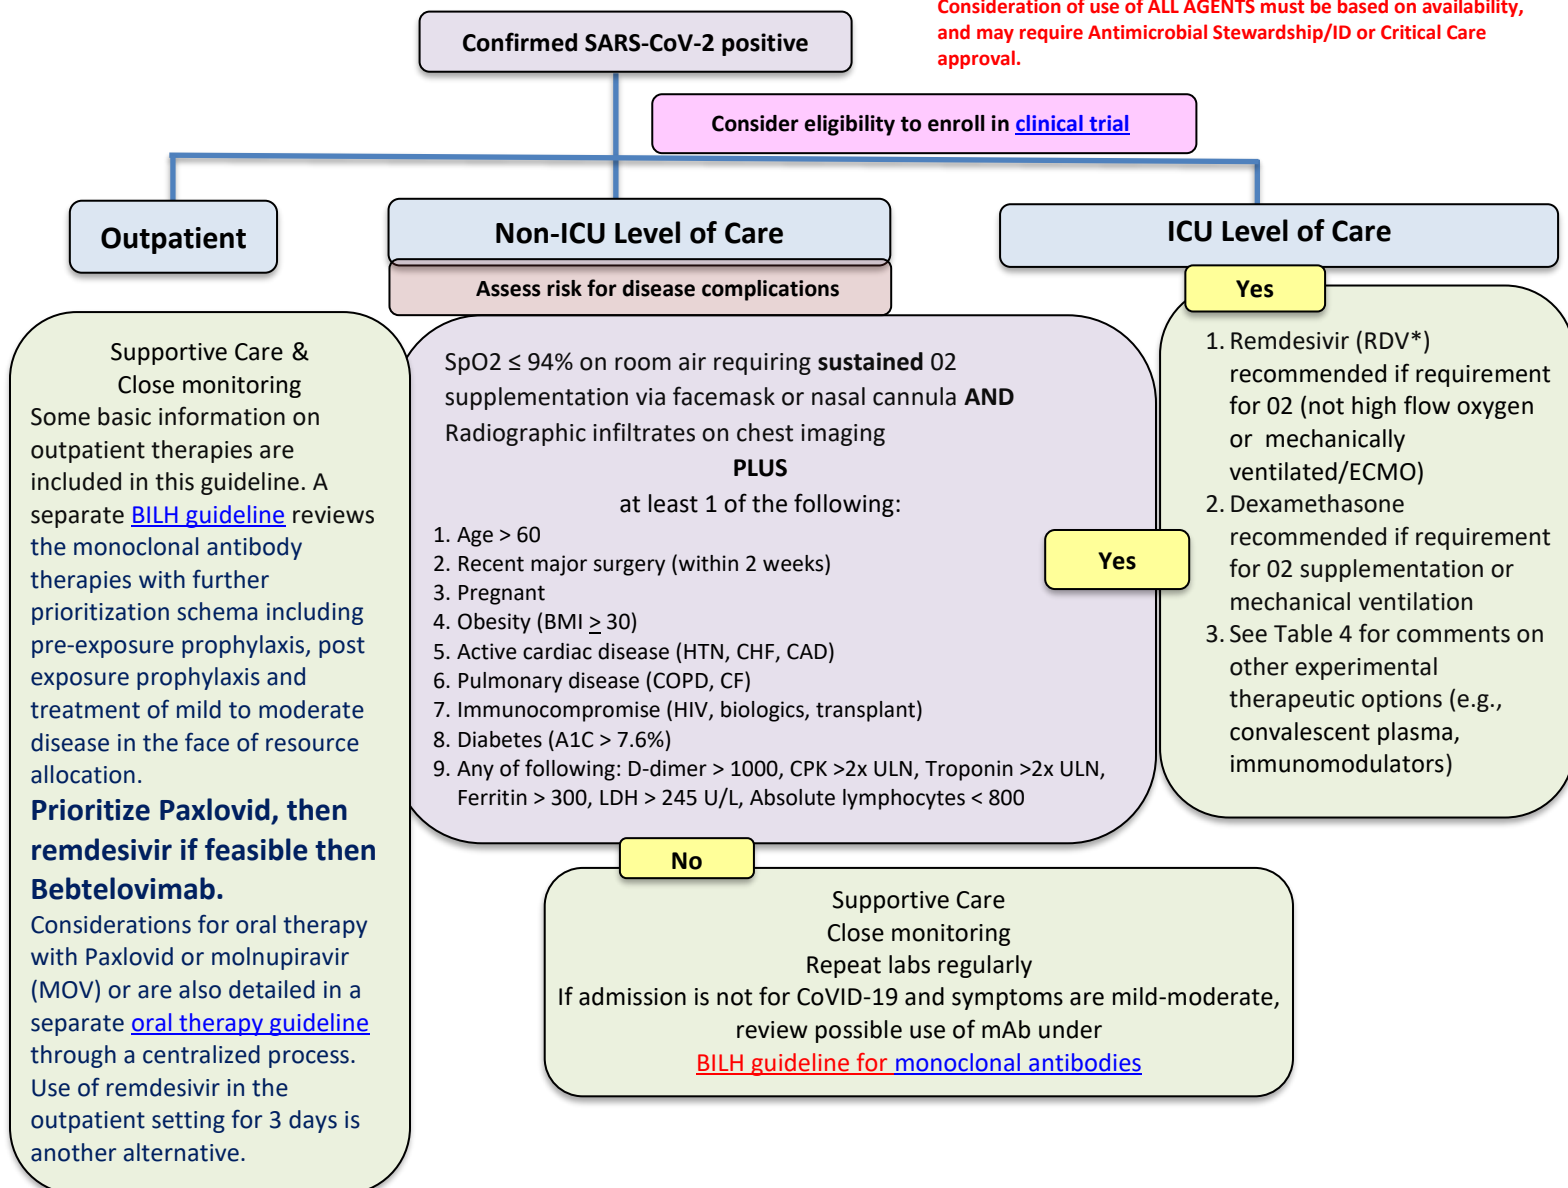 Consideration of use of ALL AGENTS must be based on availability,
and may require Antimicrobial Stewardship/ID or Critical Care
approval.
Confirmed SARS-CoV-2 positive
Consider eligibility to enroll in clinical trial
Outpatient
Non-ICU Level of Care
ICU Level of Care
Assess risk for disease complications
Supportive Care &
Close monitoring
Some basic information on
outpatient therapies are
included in this guideline. A
separate BILH guideline reviews
the monoclonal antibody
therapies with further
prioritization schema including
pre-exposure prophylaxis, post
exposure prophylaxis and
treatment of mild to moderate
disease in the face of resource
allocation.
Prioritize Paxlovid, then
remdesivir if feasible then
Bebtelovimab.
Considerations for oral therapy
with Paxlovid or molnupiravir
(MOV) or are also detailed in a
separate oral therapy guideline
through a centralized process.
Use of remdesivir in the
outpatient setting for 3 days is
another alternative.
SpO2 ≤ 94% on room air requiring sustained 02
supplementation via facemask or nasal cannula AND
Radiographic infiltrates on chest imaging
PLUS
at least 1 of the following:
1. Age > 60
2. Recent major surgery (within 2 weeks)
3. Pregnant
4. Obesity (BMI ≥ 30)
5. Active cardiac disease (HTN, CHF, CAD)
6. Pulmonary disease (COPD, CF)
7. Immunocompromise (HIV, biologics, transplant)
8. Diabetes (A1C > 7.6%)
9. Any of following: D-dimer > 1000, CPK >2x ULN, Troponin >2x ULN,
Ferritin > 300, LDH > 245 U/L, Absolute lymphocytes < 800
Yes
Yes
1. Remdesivir (RDV*)
recommended if requirement
for 02 (not high flow oxygen
or mechanically
ventilated/ECMO)
2. Dexamethasone
recommended if requirement
for 02 supplementation or
mechanical ventilation
3. See Table 4 for comments on
other experimental
therapeutic options (e.g.,
convalescent plasma,
immunomodulators)
No
Supportive Care
Close monitoring
Repeat labs regularly
If admission is not for CoVID-19 and symptoms are mild-moderate,
review possible use of mAb under
BILH guideline for monoclonal antibodies